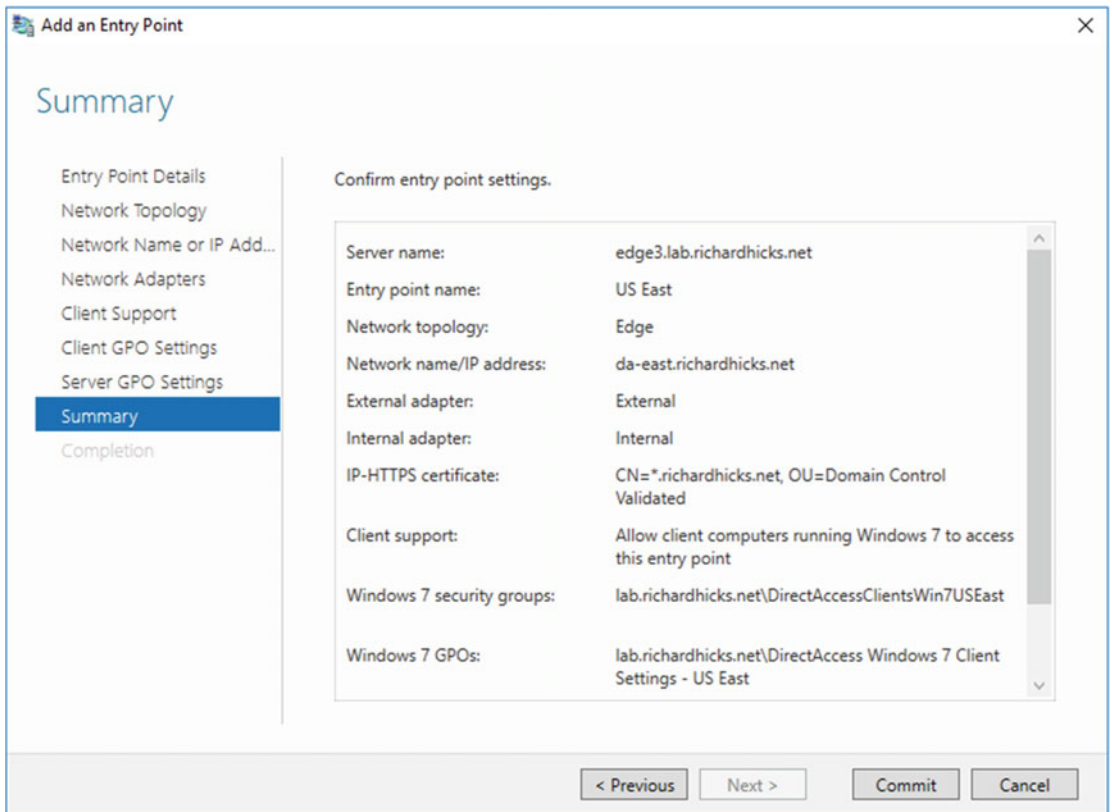 Add an Entry Point
Summary
Entry Point Details
Network Topology
Network Name or IP Add...
Network Adapters
Client Support
Client GPO Settings
Server GPO Settings
Summary
Completion
Confirm entry point settings.
Server name: edge3.lab.richardhicks.net
Entry point name: US East
Network topology: Edge
Network name/IP address: da-east.richardhicks.net
External adapter: External
Internal adapter: Internal
IP-HTTPS certificate: CN=*.richardhicks.net, OU=Domain Control
Validated
Client support: Allow client computers running Windows 7 to access
this entry point
Windows 7 security groups: lab.richardhicks.net\DirectAccessClientsWin7USEast
Windows 7 GPOs: lab.richardhicks.net\DirectAccess Windows 7 Client
Settings - US East
< Previous Next > Commit Cancel